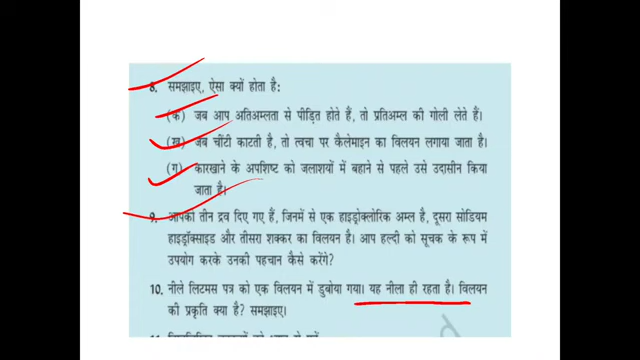 8. समझाइए, ऐसा क्यों होता है:
(क) जब आप अतिअम्लता से पीड़ित होते हैं, तो प्रतिअम्ल की गोली लेते हैं।
(ख) जब चींटी काटती है, तो त्वचा पर कैलेमाइन का विलयन लगाया जाता है।
(ग) कारखाने के अपशिष्ट को जलाशयों में बहाने से पहले उसे उदासीन किया
जाता है।
9. आपको तीन द्रव दिए गए हैं, जिनमें से एक हाइड्रोक्लोरिक अम्ल है, दूसरा सोडियम
हाइड्रॉक्साइड और तीसरा शक्कर का विलयन है। आप हल्दी को सूचक के रूप में
उपयोग करके उनकी पहचान कैसे करेंगे?
10. नीले लिटमस पत्र को एक विलयन में डुबोया गया। यह नीला ही रहता है। विलयन
की प्रकृति क्या है? समझाइए।